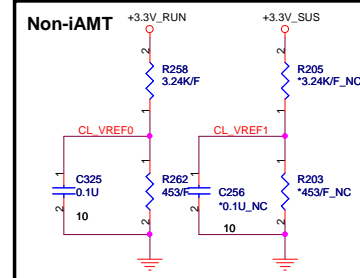 Non-iAMT
+3.3V_RUN
+3.3V_SUS
2
2
R258
3.24K/F
R205
*3.24K/F_NC
1
1
CL_VREF0
CL_VREF1
1
1
1
1
C325
0.1U
R262
453/F
C256
*0.1U_NC
R203
*453/F_NC
2
2
2
2
10
10